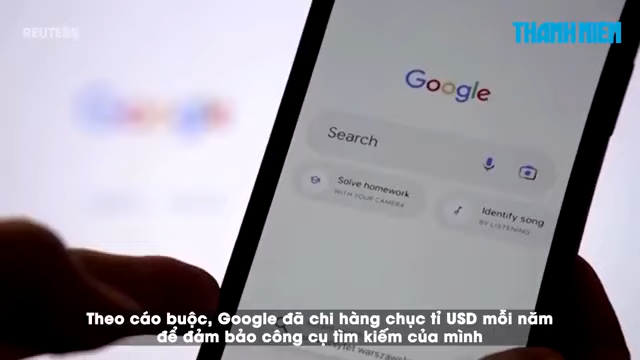 REUTERS
THANH NIÊN
Google
Search
Solve homework
WITH YOUR CAMERA
Identify song
BY LISTENING
Theo cáo buộc, Google đã chi hàng chục tỉ USD mỗi năm
để đảm bảo công cụ tìm kiếm của mình